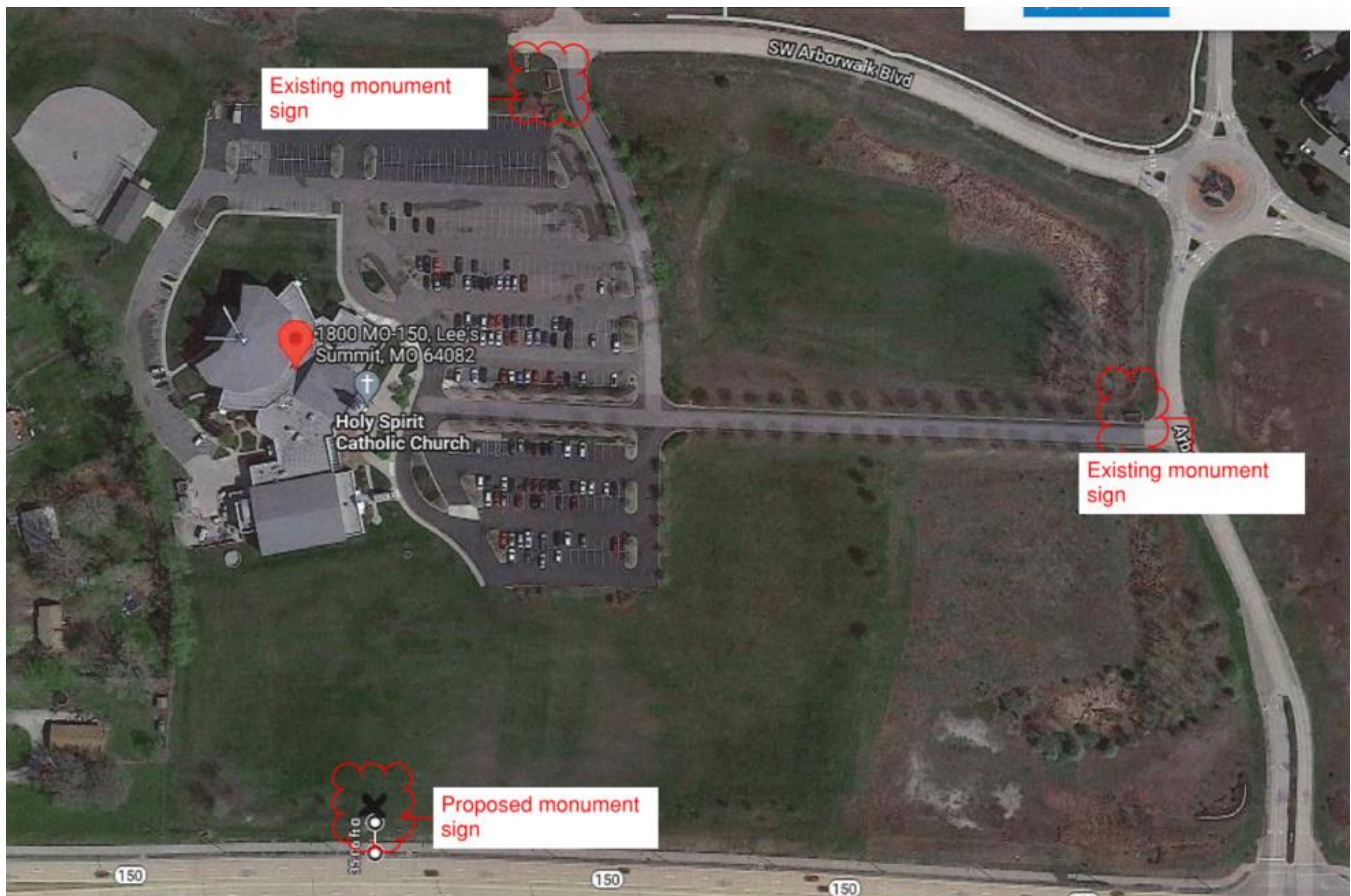 SW Arborwalk Blvd
Existing monument
sign
1800 MO-150, Lee's
Summit, MO 64082
Holy Spirit
Catholic Church
Arb
Existing monument
sign
Proposed monument
sign
150
150
150